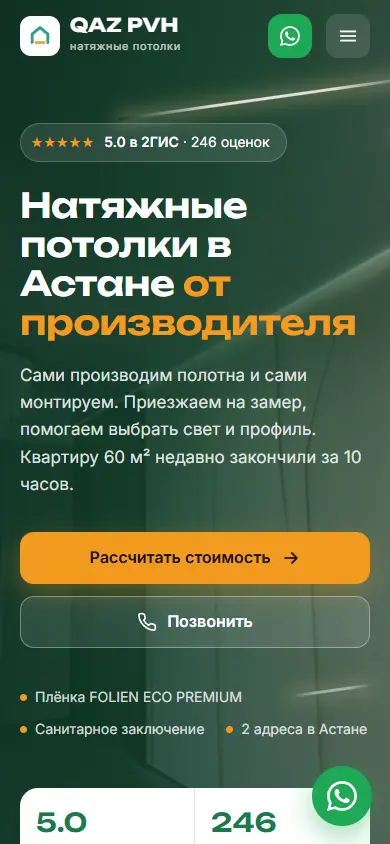 QAZ PVH
натяжные потолки
★★★★★ 5.0 в 2ГИС · 246 оценок
Натяжные
потолки в
Астане от
производителя
Сами производим полотна и сами
монтируем. Приезжаем на замер,
помогаем выбрать свет и профиль.
Квартиру 60 м² недавно закончили за 10
часов.
Рассчитать стоимость →
Позвонить
Плёнка FOLIEN ECO PREMIUM
Санитарное заключение
2 адреса в Астане
5.0
246